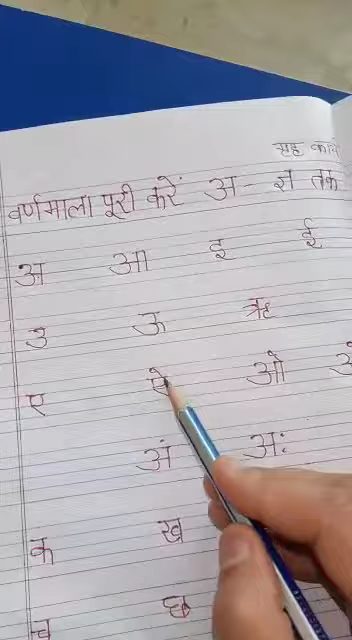 गृह कार्य
वर्णमाला पूरी करें अ - ज्ञ तक
अ आ इ ई
उ ऊ ऋ
ए ऐ ओ
अं अः
क ख
च छ